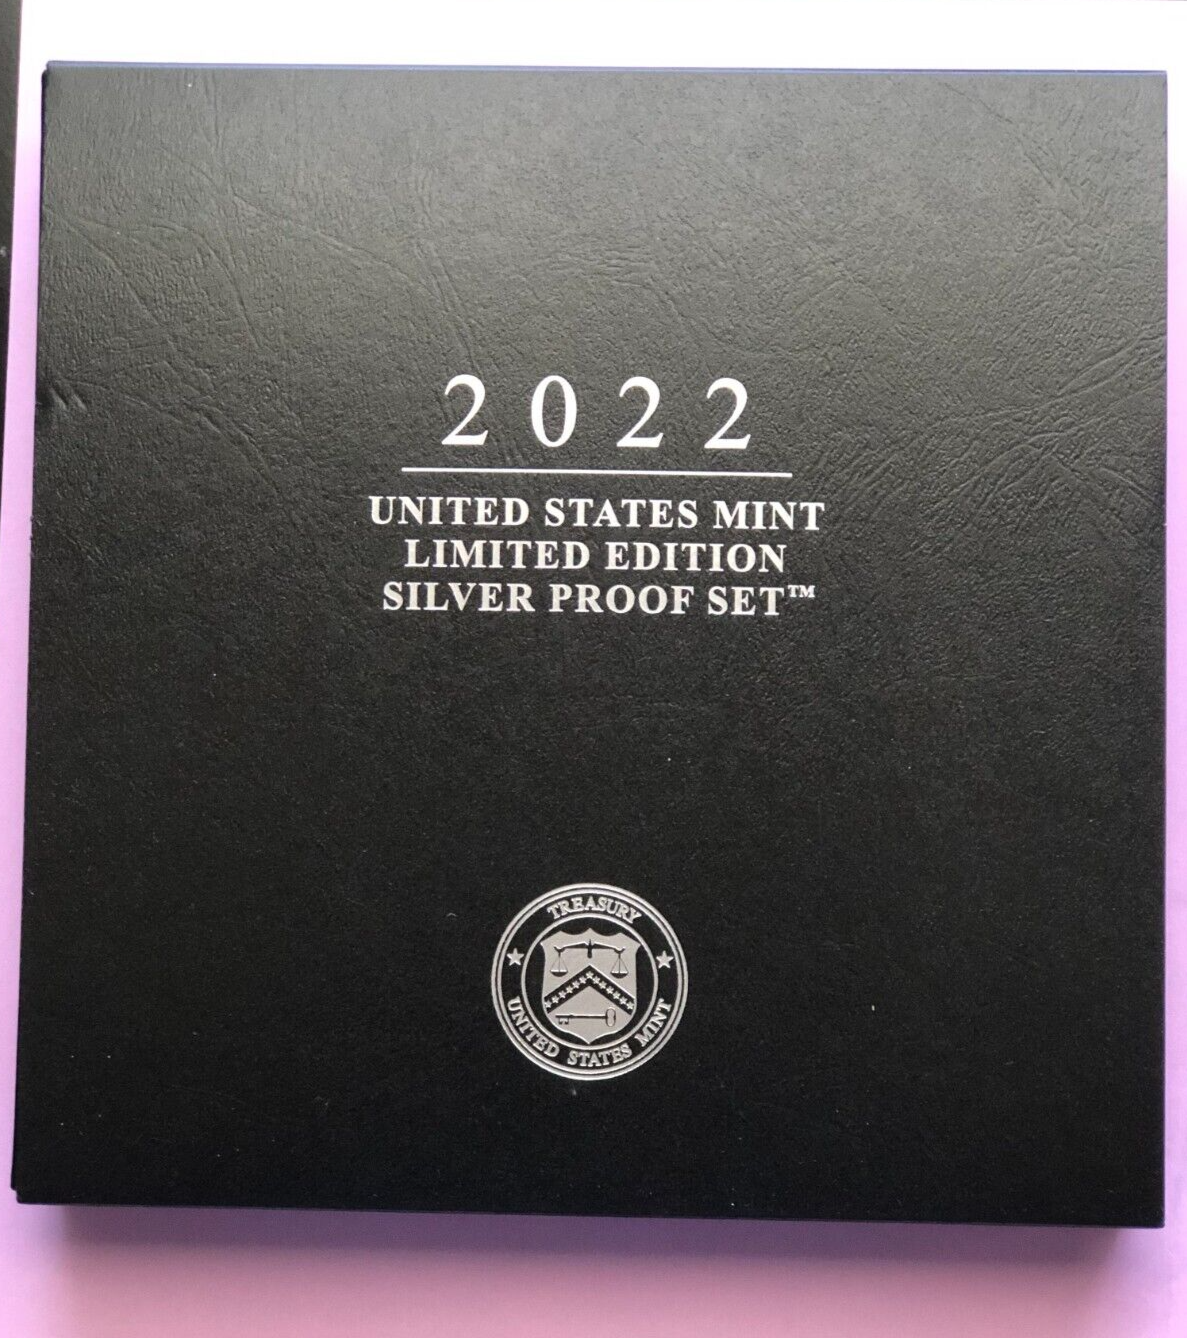 2022
UNITED STATES MINT
LIMITED EDITION
SILVER PROOF SET™
TREASURY
UNITED STATES MINT